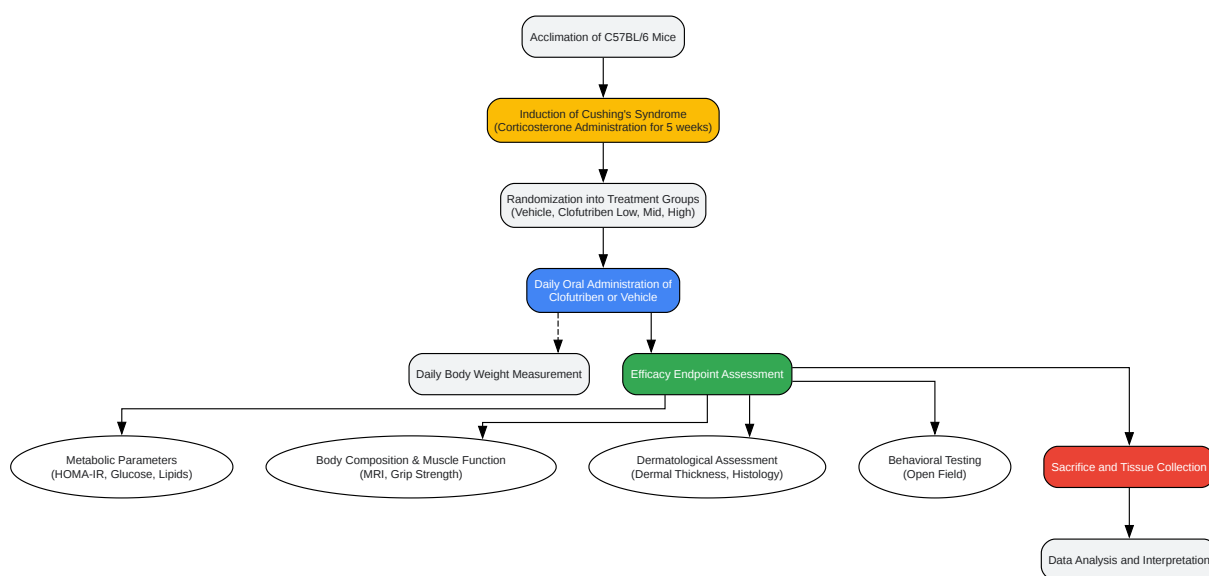 Acclimation of C57BL/6 Mice
Induction of Cushing's Syndrome
(Corticosterone Administration for 5 weeks)
Randomization into Treatment Groups
(Vehicle, Clofutriben Low, Mid, High)
Daily Oral Administration of
Clofutriben or Vehicle
Daily Body Weight Measurement
Efficacy Endpoint Assessment
Metabolic Parameters
(HOMA-IR, Glucose, Lipids)
Body Composition & Muscle Function
(MRI, Grip Strength)
Dermatological Assessment
(Dermal Thickness, Histology)
Behavioral Testing
(Open Field)
Sacrifice and Tissue Collection
Data Analysis and Interpretation